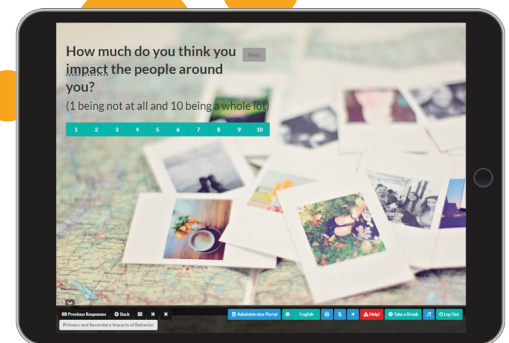 How much do you think you
impact the people around
you?
(1 being not at all and 10 being a whole lot)
1 2 3 4 5 6 7 8 9 10
Previous Responses Back
Administrator Portal English Help! Take a Break Log Out
Primary and Secondary Impacts of Behavior